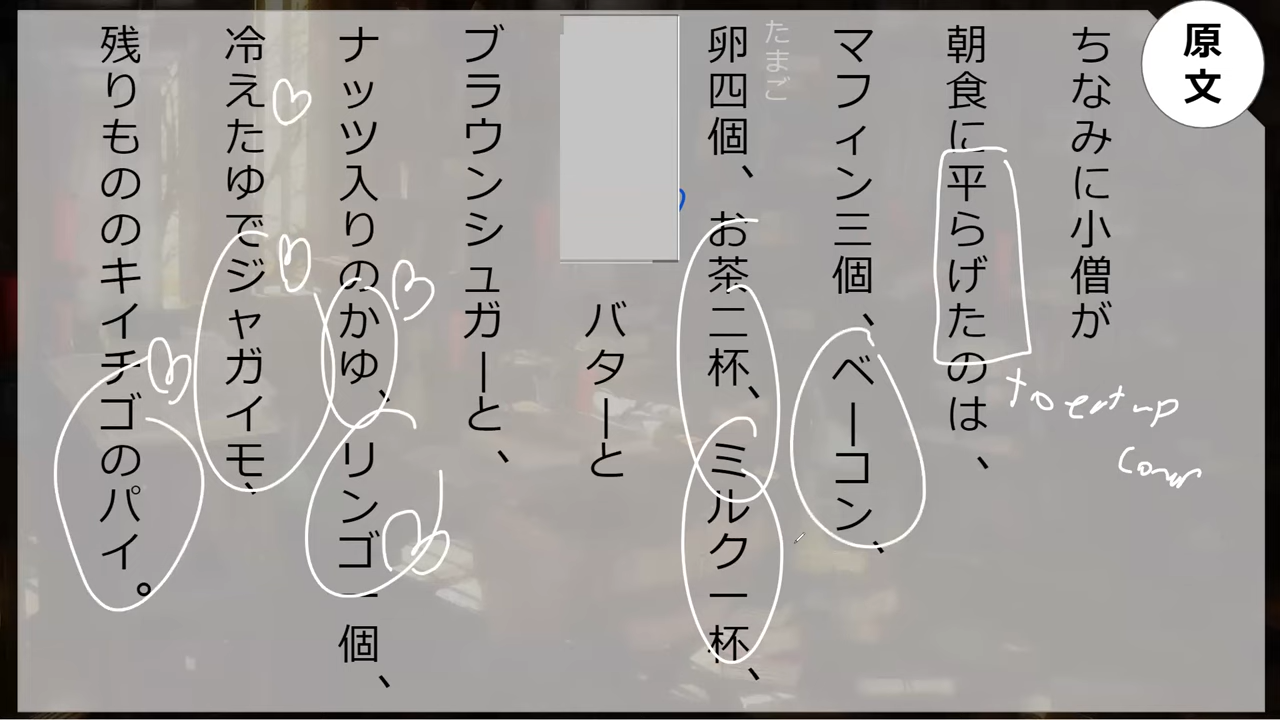 原文
ちなみに小僧が
朝食に平らげたのは、
マフィン三個、ベーコン、
たまご
卵四個、お茶二杯、ミルク一杯、
バターと
ブラウンシュガーと、
ナッツ入りのかゆ、リンゴ一個、
冷えたゆでジャガイモ、
残りもののキイチゴのパイ。
to eat up